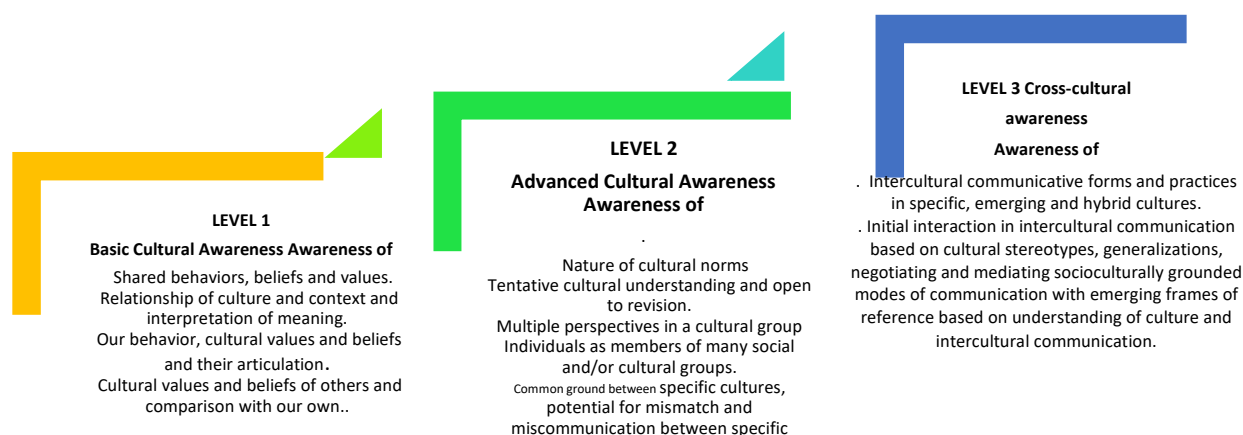 LEVEL 1
Basic Cultural Awareness Awareness of
Shared behaviors, beliefs and values.
Relationship of culture and context and
interpretation of meaning.
Our behavior, cultural values and beliefs
and their articulation.
Cultural values and beliefs of others and
comparison with our own..
LEVEL 2
Advanced Cultural Awareness
Awareness of
.
Nature of cultural norms
Tentative cultural understanding and open
to revision.
Multiple perspectives in a cultural group
Individuals as members of many social
and/or cultural groups.
Common ground between specific cultures,
potential for mismatch and
miscommunication between specific
LEVEL 3 Cross-cultural
awareness
Awareness of
. Intercultural communicative forms and practices
in specific, emerging and hybrid cultures.
. Initial interaction in intercultural communication
based on cultural stereotypes, generalizations,
negotiating and mediating socioculturally grounded
modes of communication with emerging frames of
reference based on understanding of culture and
intercultural communication.